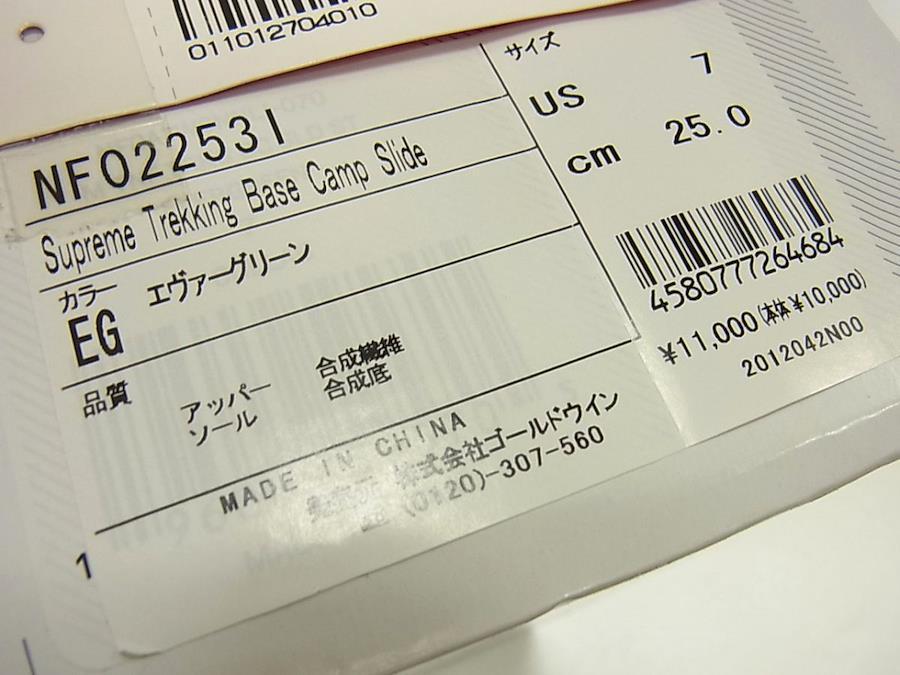 011012704010
NF02253I
Supreme Trekking Base Camp Slide
カラー
EG エヴァーグリーン
品質
アッパー 合成繊維
ソール 合成底
MADE IN CHINA
発売元 株式会社ゴールドウイン
(0120)-307-560
サイズ
US 7
cm 25.0
4580777264684
¥11,000(本体¥10,000)
2012042N00
1